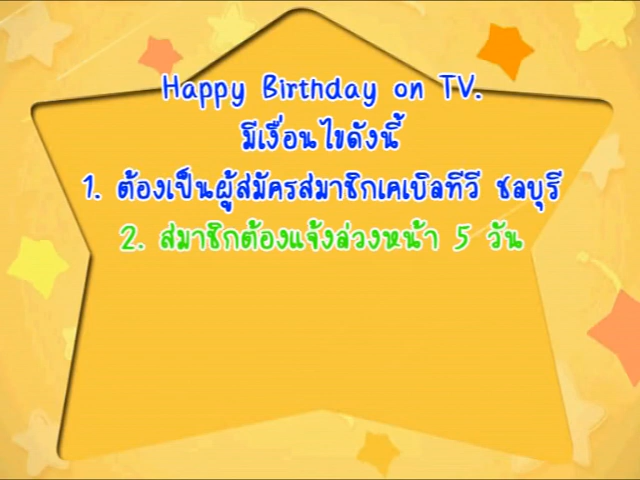 Happy Birthday on TV.
มีเงื่อนไขดังนี้
1. ต้องเป็นผู้สมัครสมาชิกเคเบิลทีวี ชลบุรี
2. สมาชิกต้องแจ้งล่วงหน้า 5 วัน